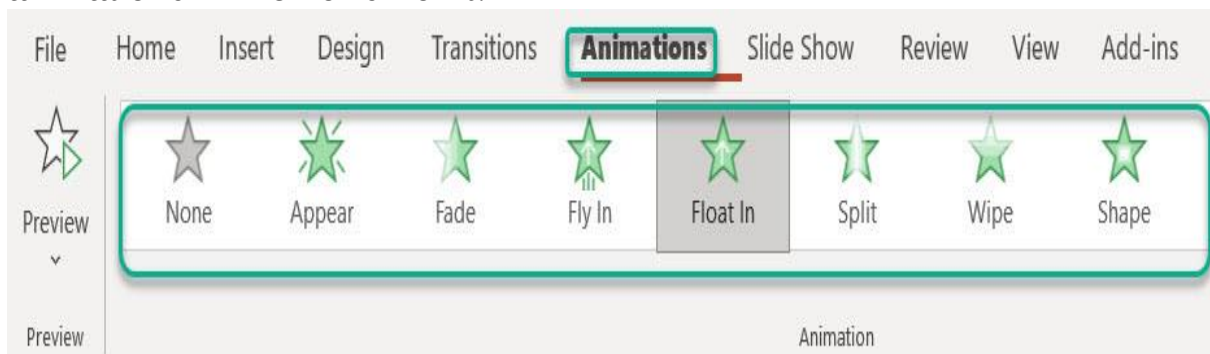 File Home Insert Design Transitions Animations Slide Show Review View Add-ins
Preview None Appear Fade Fly In Float In Split Wipe Shape
Preview Animation